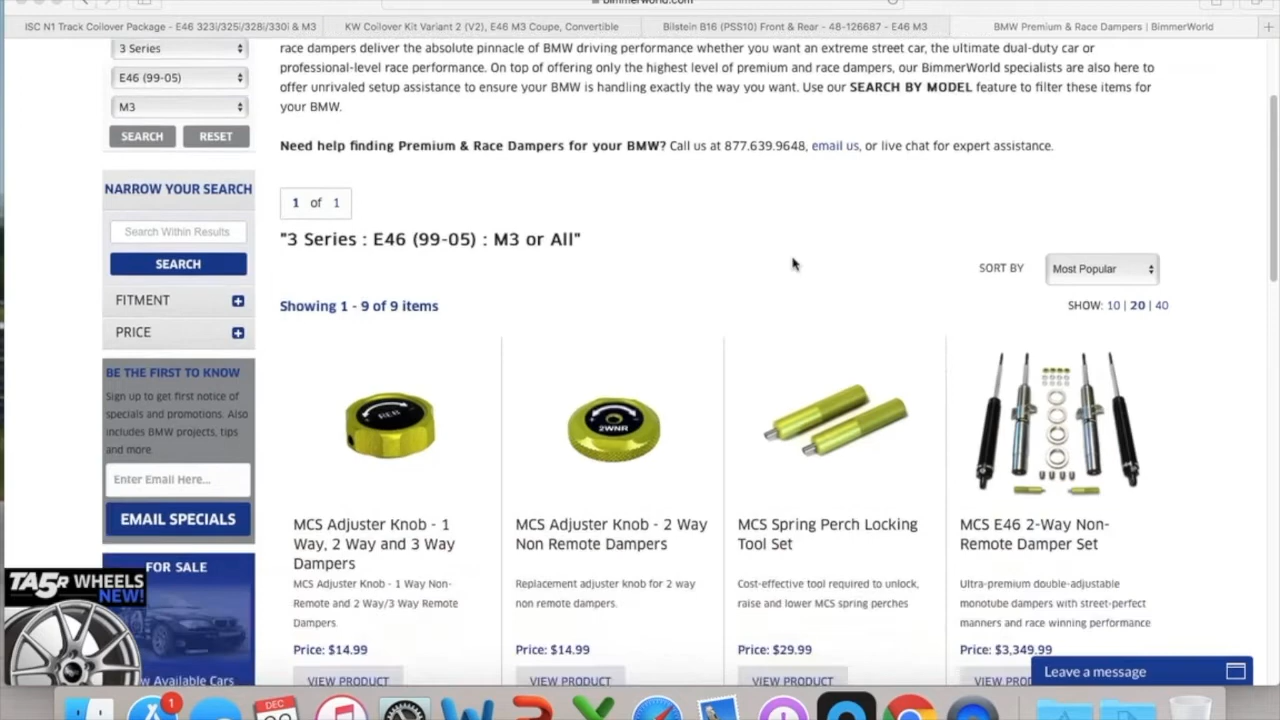 bimmerworld.com
ISC N1 Track Coilover Package - E46 323i/325i/328i/330i & M3
KW Coilover Kit Variant 2 (V2), E46 M3 Coupe, Convertible
Bilstein B16 (PSS10) Front & Rear - 48-126687 - E46 M3
BMW Premium & Race Dampers | BimmerWorld
3 Series
E46 (99-05)
M3
SEARCH
RESET
race dampers deliver the absolute pinnacle of BMW driving performance whether you want an extreme street car, the ultimate dual-duty car or
professional-level race performance. On top of offering only the highest level of premium and race dampers, our BimmerWorld specialists are also here to
offer unrivaled setup assistance to ensure your BMW is handling exactly the way you want. Use our SEARCH BY MODEL feature to filter these items for
your BMW.
Need help finding Premium & Race Dampers for your BMW? Call us at 877.639.9648, email us, or live chat for expert assistance.
NARROW YOUR SEARCH
Search Within Results
SEARCH
FITMENT
PRICE
1 of 1
"3 Series : E46 (99-05) : M3 or All"
SORT BY
Most Popular
Showing 1 - 9 of 9 items
SHOW: 10 | 20 | 40
BE THE FIRST TO KNOW
Sign up to get first notice of
specials and promotions. Also
includes BMW projects, tips
and more
Enter Email Here...
EMAIL SPECIALS
FOR SALE
w Available Cars
TA5R WHEELS
NEW!
2WNR
MCS Adjuster Knob - 1
Way, 2 Way and 3 Way
Dampers
MCS Adjuster Knob - 1 Way Non-
Remote and 2 Way/3 Way Remote
Dampers.
Price: $14.99
VIEW PRODUCT
MCS Adjuster Knob - 2 Way
Non Remote Dampers
Replacement adjuster knob for 2 way
non remote dampers.
Price: $14.99
VIEW PRODUCT
MCS Spring Perch Locking
Tool Set
Cost-effective tool required to unlock,
raise and lower MCS spring perches
Price: $29.99
VIEW PRODUCT
MCS E46 2-Way Non-
Remote Damper Set
Ultra-premium double-adjustable
monotube dampers with street-perfect
manners and race winning performance
Price: $3,349.99
VIEW PROD
Leave a message
1
DEC